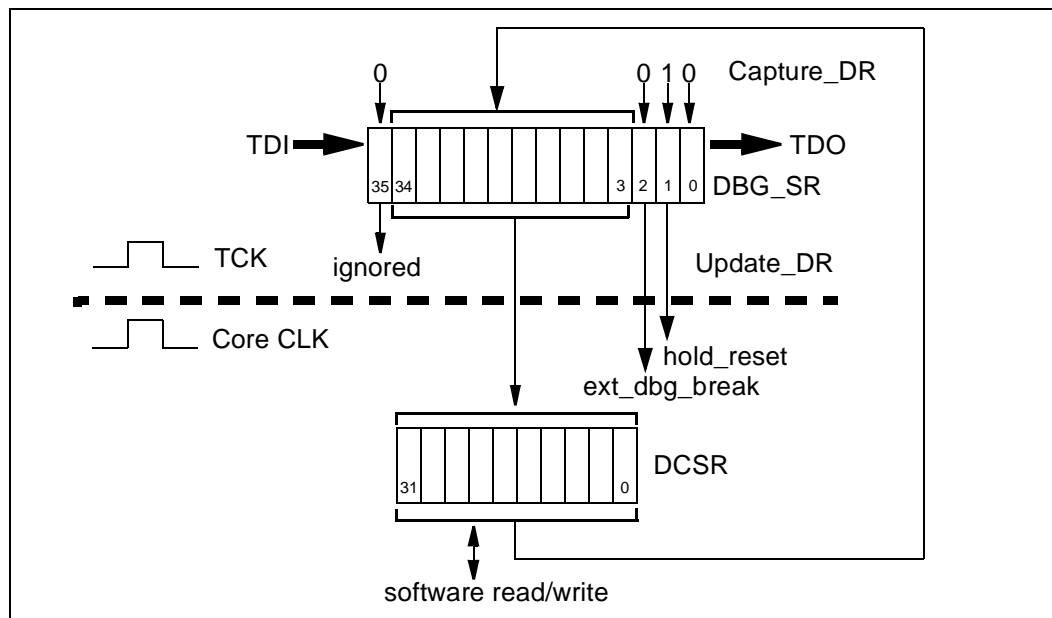 0 0 1 0 Capture_DR
TDI TDO
35 34 3 2 1 0 DBG_SR
TCK ignored Update_DR
Core CLK
hold_reset
ext_dbg_break
DCSR
31 0
software read/write